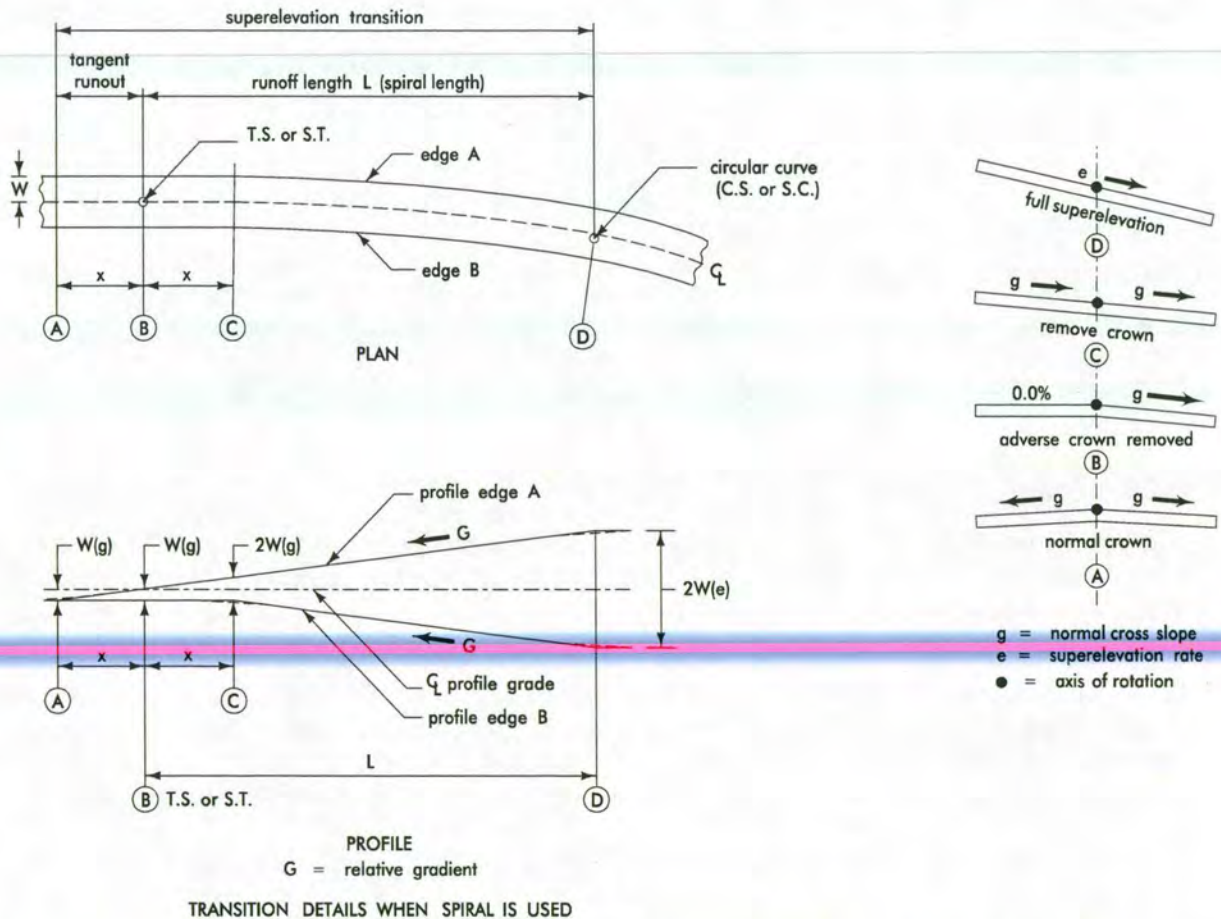 superelevation transition
tangent
runout
runoff length L (spiral length)
T.S. or S.T.
edge A
circular curve
(C.S. or S.C.)
W
edge B
℄
x x
A B C D
PLAN
e
full superelevation
D
g g
remove crown
C
0.0% g
adverse crown removed
B
g g
normal crown
A
g = normal cross slope
e = superelevation rate
● = axis of rotation
profile edge A
G
W(g) W(g) 2W(g)
2W(e)
G
x x
A C
℄ profile grade
profile edge B
L
B T.S. or S.T.
D
PROFILE
G = relative gradient
TRANSITION DETAILS WHEN SPIRAL IS USED